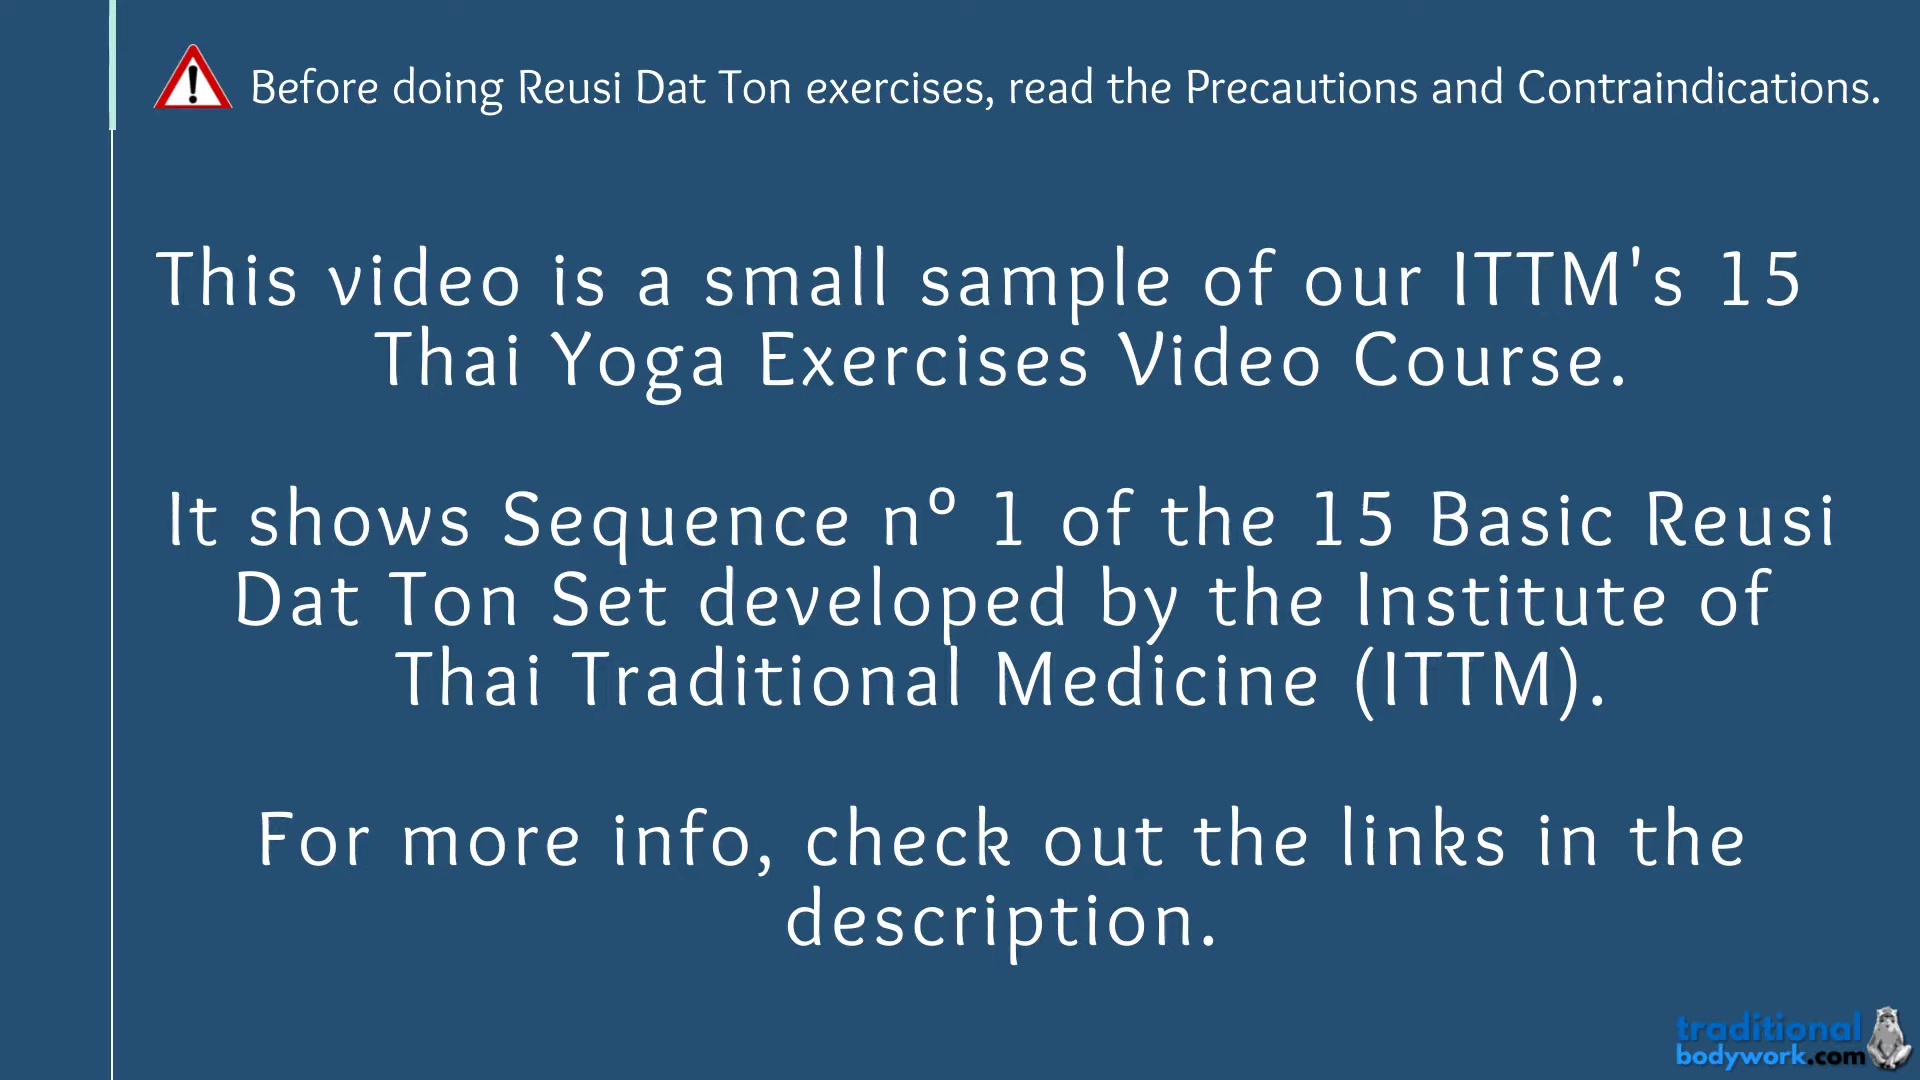 Before doing Reusi Dat Ton exercises, read the Precautions and Contraindications.
This video is a small sample of our ITTM's 15
Thai Yoga Exercises Video Course.
It shows Sequence nº 1 of the 15 Basic Reusi
Dat Ton Set developed by the Institute of
Thai Traditional Medicine (ITTM).
For more info, check out the links in the
description.
traditional
bodywork.com